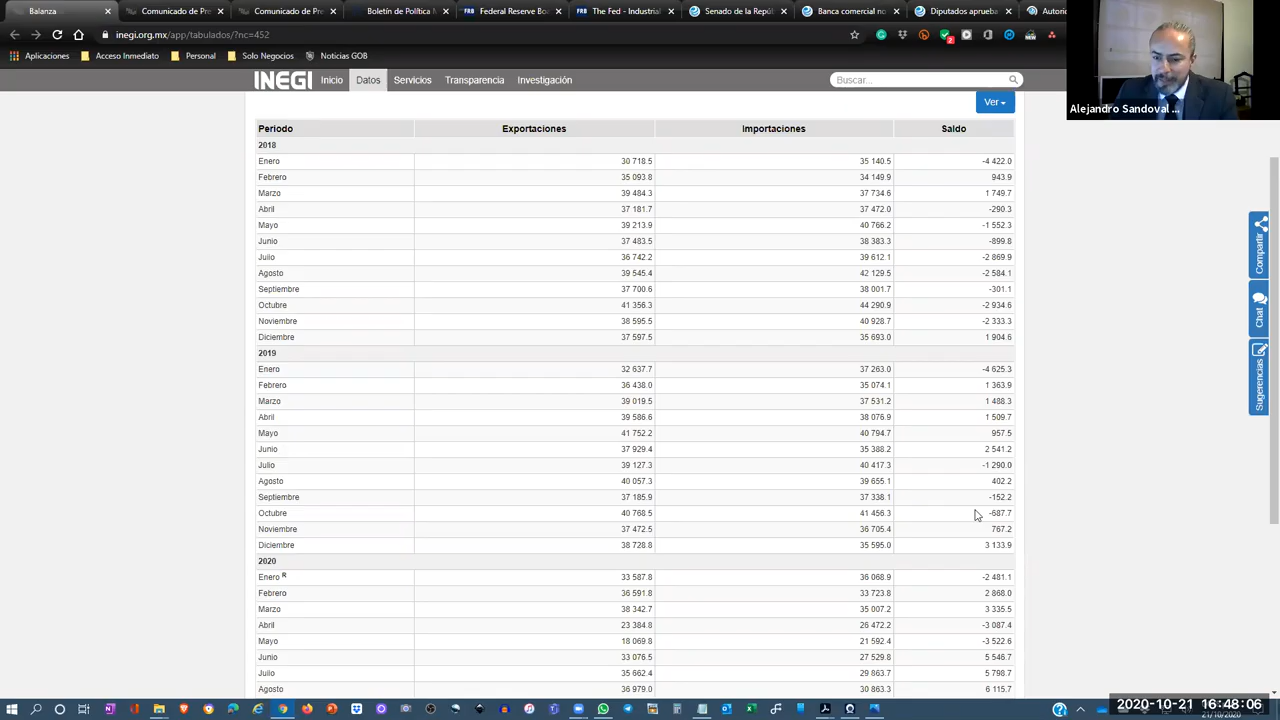 Balanza
Comunicado de Pre
Comunicado de Pre
Boletín de Política M
Federal Reserve Boa
The Fed - Industrial
Senado de la Repúb
Banca comercial no
Diputados aprueba
Autoriz
inegi.org.mx/app/tabulados/?nc=452
Aplicaciones Acceso Inmediato Personal Solo Negocios Noticias GOB
Alejandro Sandoval ...
INEGI Inicio Datos Servicios Transparencia Investigación Buscar...
Ver
Periodo Exportaciones Importaciones Saldo
2018
Enero 30 718.5 35 140.5 -4 422.0
Febrero 35 093.8 34 149.9 943.9
Marzo 39 484.3 37 734.6 1 749.7
Abril 37 181.7 37 472.0 -290.3
Mayo 39 213.9 40 766.2 -1 552.3
Junio 37 483.5 38 383.3 -899.8
Julio 36 742.2 39 612.1 -2 869.9
Agosto 39 545.4 42 129.5 -2 584.1
Septiembre 37 700.6 38 001.7 -301.1
Octubre 41 356.3 44 290.9 -2 934.6
Noviembre 38 595.5 40 928.7 -2 333.3
Diciembre 37 597.5 35 693.0 1 904.6
2019
Enero 32 637.7 37 263.0 -4 625.3
Febrero 36 438.0 35 074.1 1 363.9
Marzo 39 019.5 37 531.2 1 488.3
Abril 39 586.6 38 076.9 1 509.7
Mayo 41 752.2 40 794.7 957.5
Junio 37 929.4 35 388.2 2 541.2
Julio 39 127.3 40 417.3 -1 290.0
Agosto 40 057.3 39 655.1 402.2
Septiembre 37 185.9 37 338.1 -152.2
Octubre 40 768.5 41 456.3 -687.7
Noviembre 37 472.5 36 705.4 767.2
Diciembre 38 728.8 35 595.0 3 133.9
2020
Enero R 33 587.8 36 068.9 -2 481.1
Febrero 36 591.8 33 723.8 2 868.0
Marzo 38 342.7 35 007.2 3 335.5
Abril 23 384.8 26 472.2 -3 087.4
Mayo 18 069.8 21 592.4 -3 522.6
Junio 33 076.5 27 529.8 5 546.7
Julio 35 662.4 29 863.7 5 798.7
Agosto 36 979.0 30 863.3 6 115.7
Compartir
Chat
Sugerencias
2020-10-21 16:48:06
21/10/2020